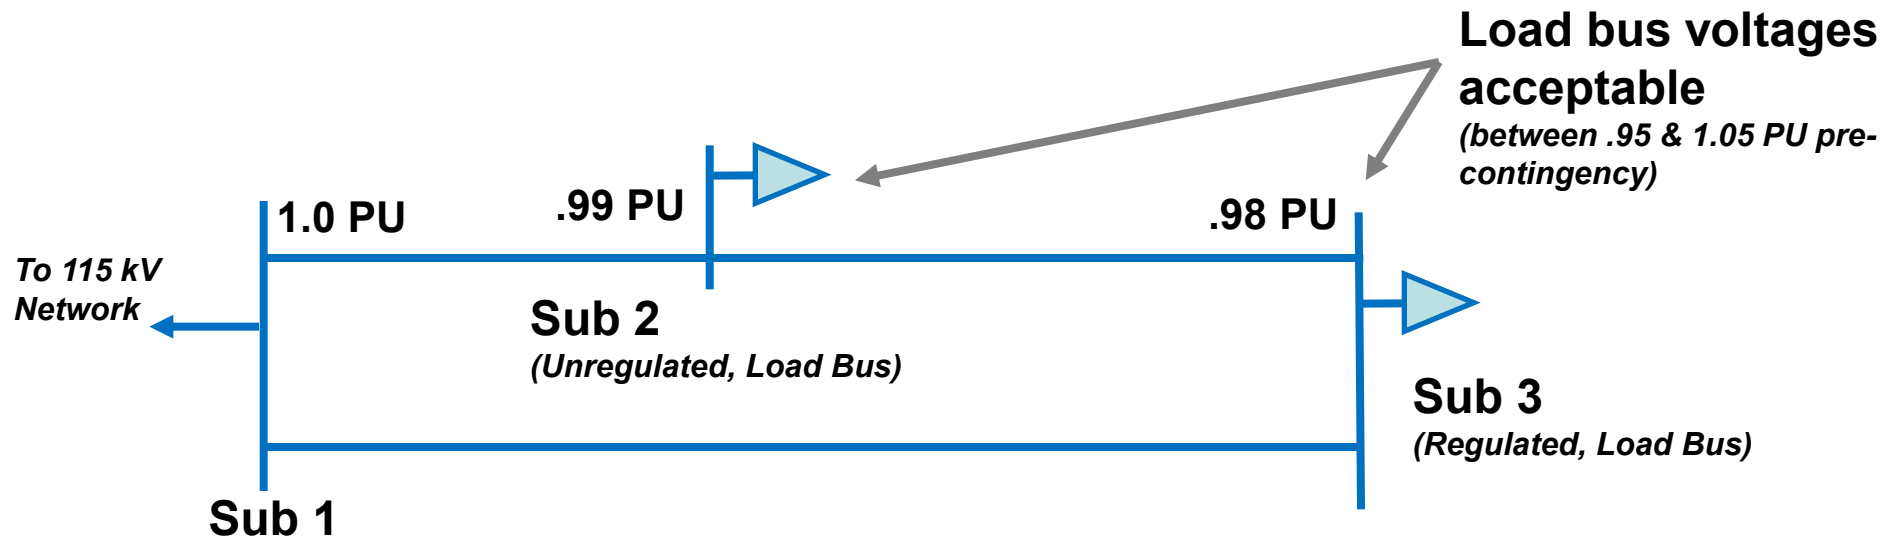 Load bus voltages
acceptable
(between .95 & 1.05 PU pre-
contingency)
1.0 PU
.99 PU
.98 PU
To 115 kV
Network
Sub 2
(Unregulated, Load Bus)
Sub 3
(Regulated, Load Bus)
Sub 1